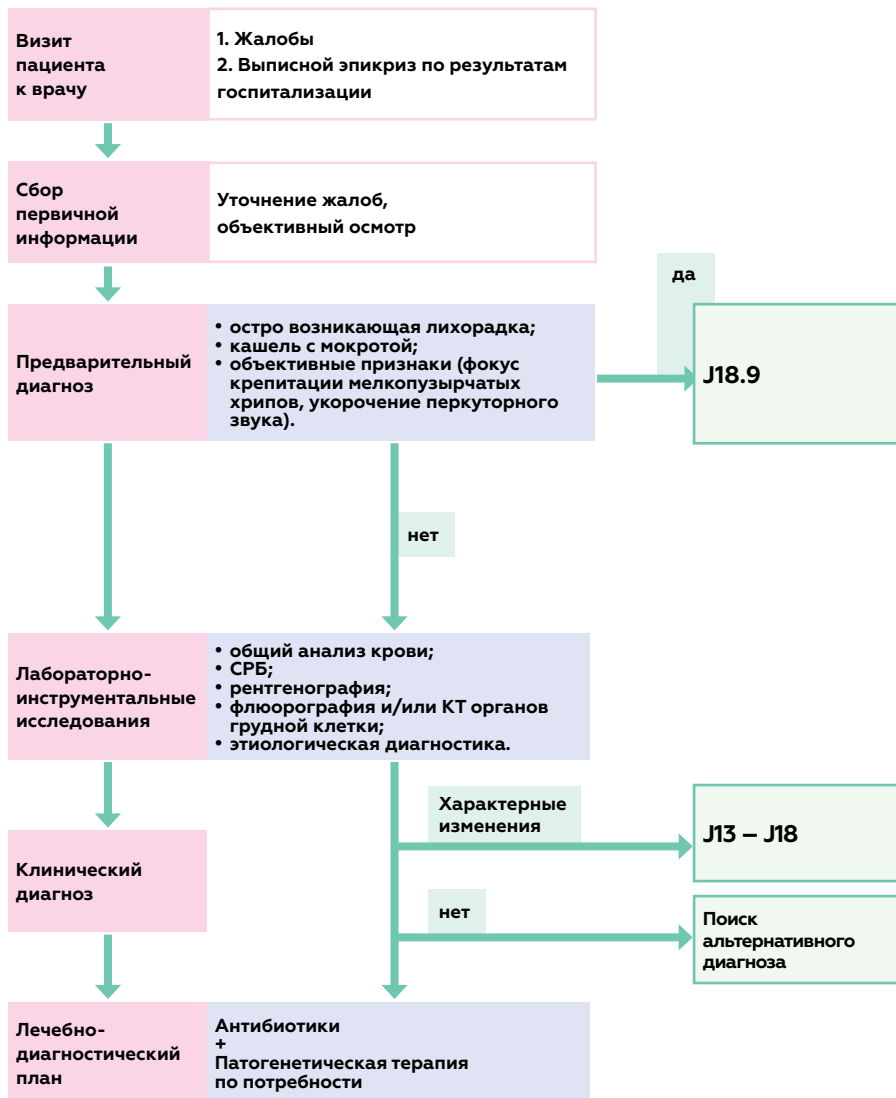 Визит
пациента
к врачу
1. Жалобы
2. Выписной эпикриз по результатам
госпитализации
Сбор
первичной
информации
Уточнение жалоб,
объективный осмотр
Предварительный
диагноз
• остро возникающая лихорадка;
• кашель с мокротой;
• объективные признаки (фокус
крепитации мелкопузырчатых
хрипов, укорочение перкуторного
звука).
да
J18.9
нет
Лабораторно-
инструментальные
исследования
• общий анализ крови;
• СРБ;
• рентгенография;
• флюорография и/или КТ органов
грудной клетки;
• этиологическая диагностика.
Характерные
изменения
J13 – J18
Клинический
диагноз
нет
Поиск
альтернативного
диагноза
Лечебно-
диагностический
план
Антибиотики
+
Патогенетическая терапия
по потребности